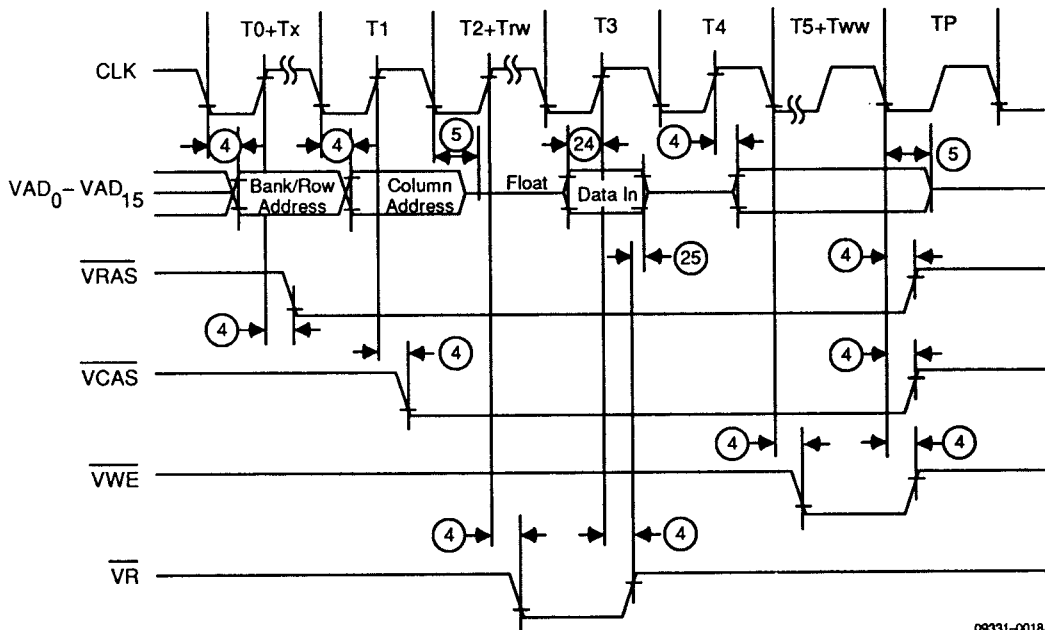 T0+Tx T1 T2+Trw T3 T4 T5+Tww TP
CLK
4 4 5 24 4 5
VAD0–VAD15 Bank/Row Address Column Address Float Data In
25
VRAS 4
4
VCAS 4 4
VWE 4 4
VR 4 4